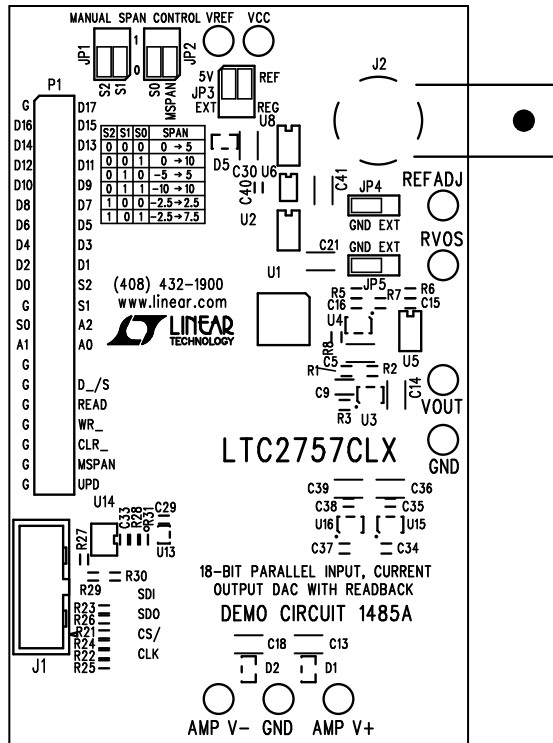 MANUAL SPAN CONTROL VREF VCC
JP1 1 0 JP2
S2 S1 S0 MSPAN
5V REF
JP3
EXT REG
J2
P1
G D17
D16 D15
D14 D13
D12 D11
D10 D9
D8 D7
D6 D5
D4 D3
D2 D1
D0 S2
G S1
S0 A2
A1 A0
G
G D_/S
G READ
G WR_
G CLR_
G MSPAN
G UPD
S2 S1 S0 SPAN
0 0 0 0→5
0 0 1 0→10
0 1 0 -5→5
0 1 1 -10→10
1 0 0 -2.5→2.5
1 0 1 -2.5→7.5
D5 C30 U8
C40 U6
U2 C41
JP4
GND EXT
REFADJ
RVOS
C21
GND EXT
JP5
U1
(408) 432-1900
www.linear.com
LINEAR
TECHNOLOGY
R5 C16 R7 R6 C15
U4 R8 U5
C5
R1 R2
C9 C14
R3 U3
VOUT
GND
LTC2757CLX
C39 C36
C38 C35
U16 U15
C37 C34
U14
C33 R28 R31 C29
U13
R27
R29 R30
R23 SDI
R26 SDO
R21 CS/
R24 CLK
R22
R25
J1
18-BIT PARALLEL INPUT, CURRENT
OUTPUT DAC WITH READBACK
DEMO CIRCUIT 1485A
C18 C13
D2 D1
AMP V- GND AMP V+